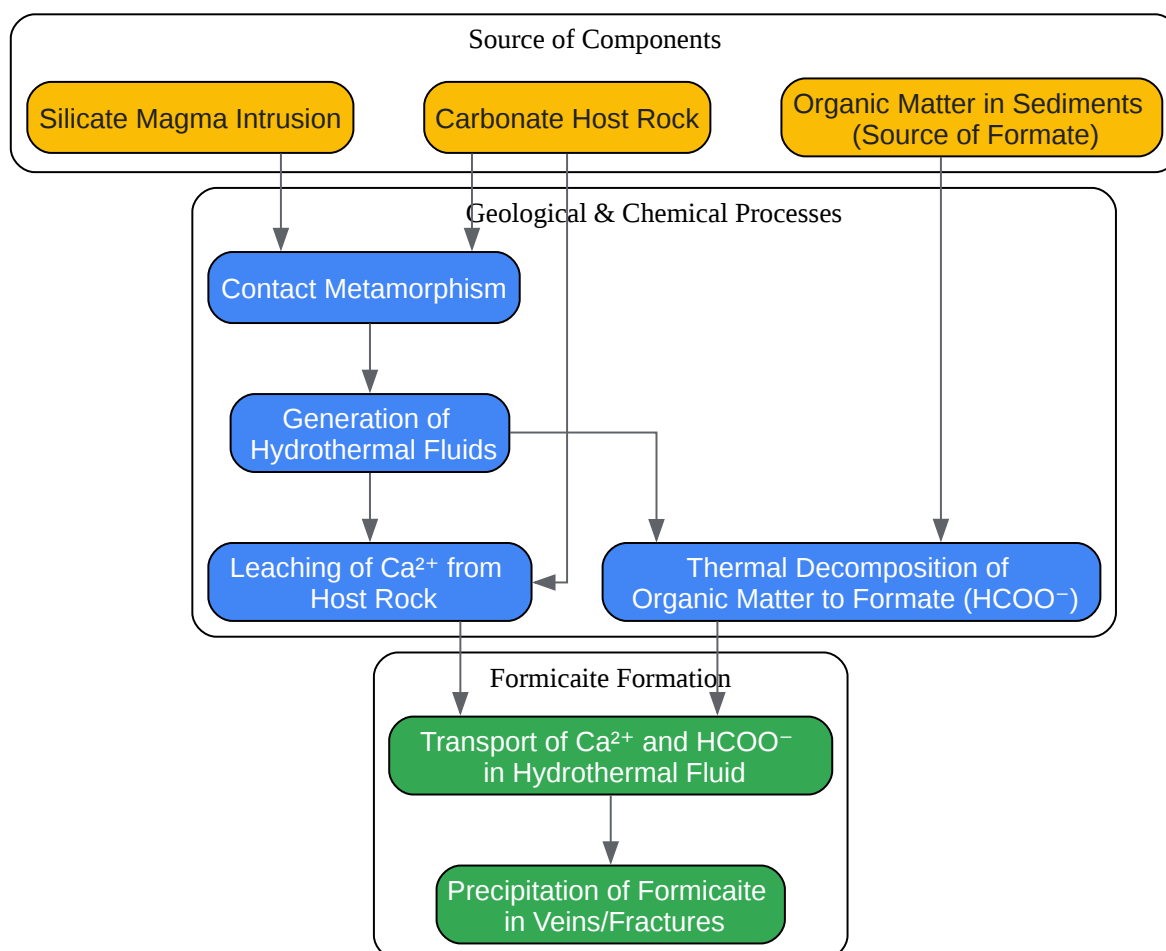 Source of Components
Silicate Magma Intrusion
Carbonate Host Rock
Organic Matter in Sediments
(Source of Formate)
Geological & Chemical Processes
Contact Metamorphism
Generation of
Hydrothermal Fluids
Leaching of Ca²⁺ from
Host Rock
Thermal Decomposition of
Organic Matter to Formate (HCOO⁻)
Formicaite Formation
Transport of Ca²⁺ and HCOO⁻
in Hydrothermal Fluid
Precipitation of Formicaite
in Veins/Fractures